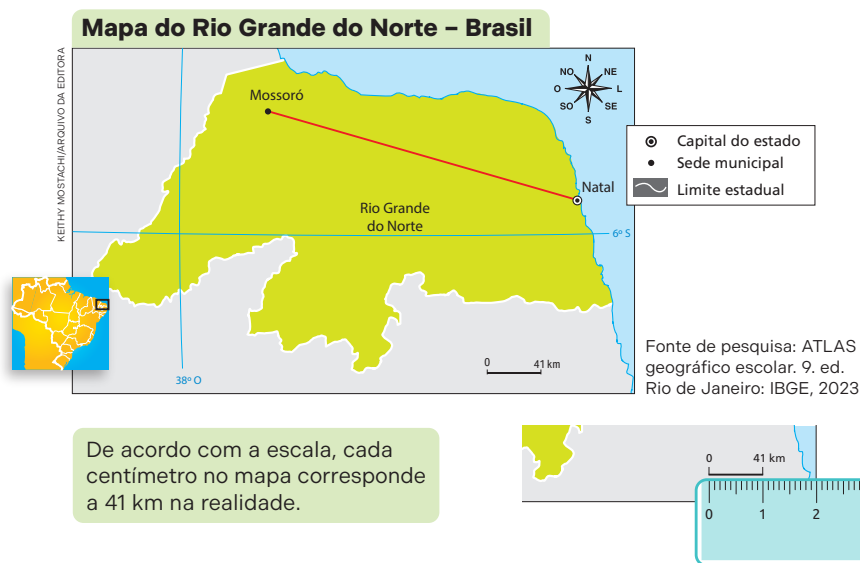 Mapa do Rio Grande do Norte – Brasil
KEITHY MOSTACHI/ARQUIVO DA EDITORA
N
NO
NE
O
L
SO
SE
S
Mossoró
Capital do estado
Sede municipal
Limite estadual
Natal
Rio Grande
do Norte
6º S
38º O
0 41 km
Fonte de pesquisa: ATLAS
geográfico escolar. 9. ed.
Rio de Janeiro: IBGE, 2023
De acordo com a escala, cada
centímetro no mapa corresponde
a 41 km na realidade.
0 41 km
0 1 2